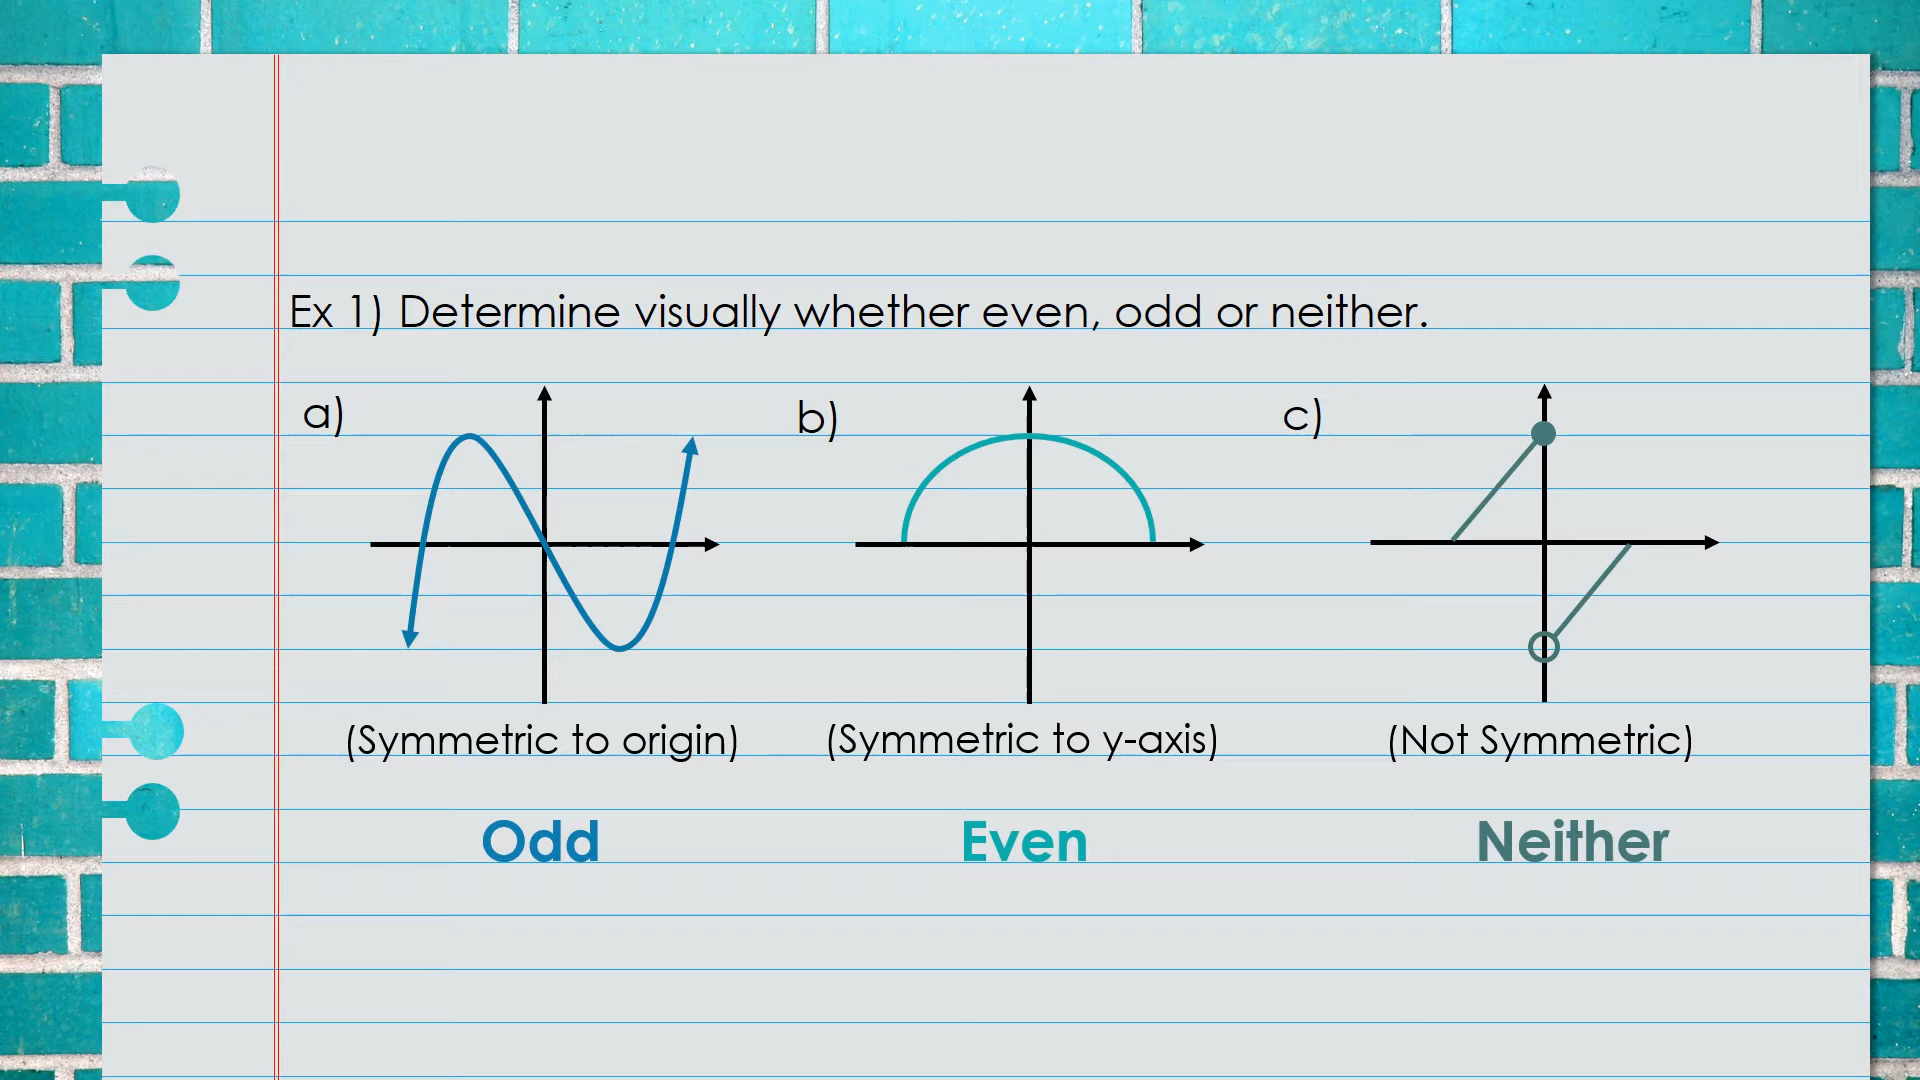 Ex 1) Determine visually whether even, odd or neither.
a)
b)
c)
(Symmetric to origin)
(Symmetric to y-axis)
(Not Symmetric)
Odd
Even
Neither